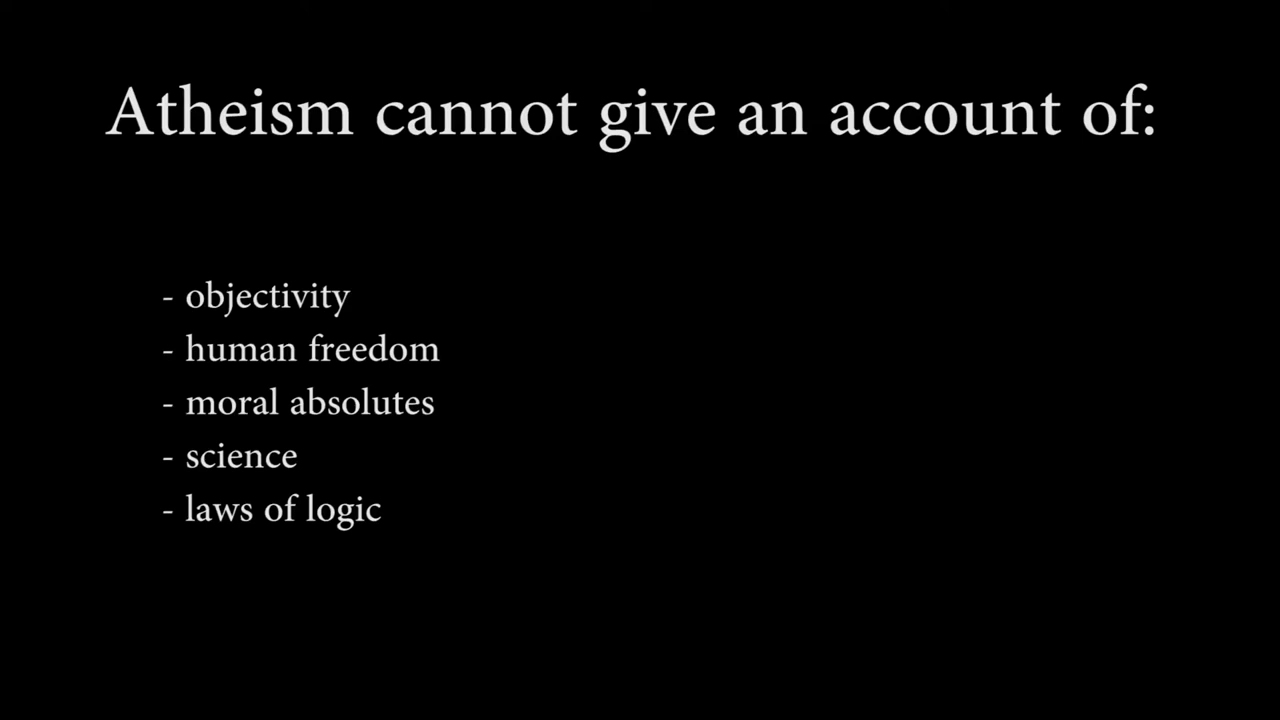 Atheism cannot give an account of:
- objectivity
- human freedom
- moral absolutes
- science
- laws of logic